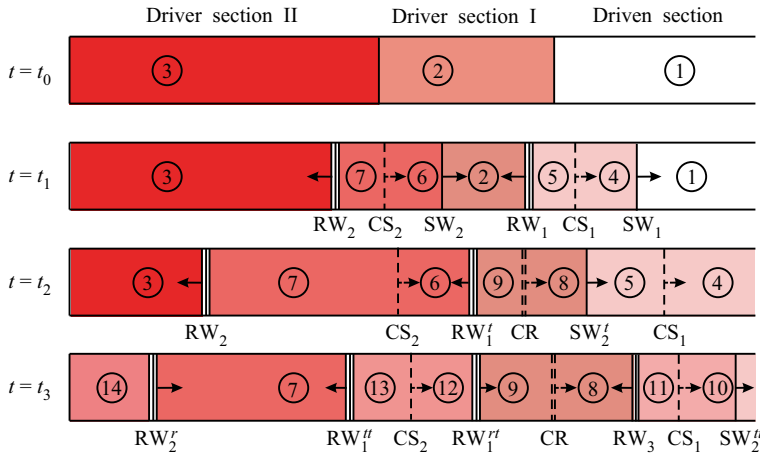 Driver section II Driver section I Driven section
t = t₀ ③ ② ①
t = t₁ ③ ⑦ ⑥ ② ⑤ ④ ①
RW₂ CS₂ SW₂ RW₁ CS₁ SW₁
t = t₂ ③ ⑦ ⑥ ⑨ ⑧ ⑤ ④
RW₂ CS₂ RW₁ᵗ CR SW₂ᵗ CS₁
t = t₃ ⑭ ⑦ ⑬ ⑫ ⑨ ⑧ ⑪ ⑩
RW₂ʳ RW₁ᵗᵗ CS₂ RW₁ʳᵗ CR RW₃ CS₁ SW₂ᵗᵗ